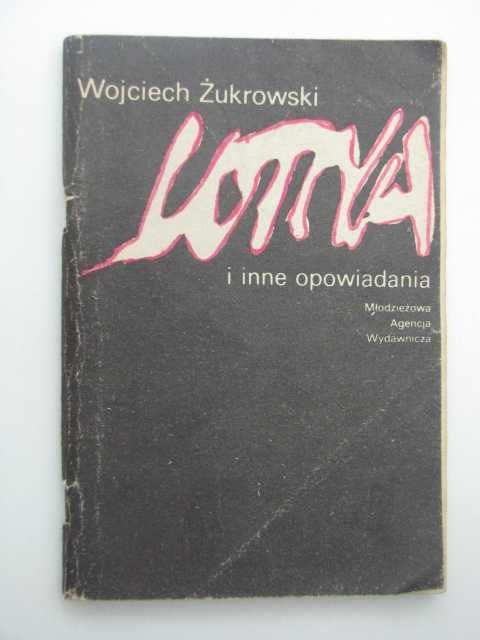 Wojciech Żukrowski
LOTNA
i inne opowiadania
Młodzieżowa
Agencja
Wydawnicza